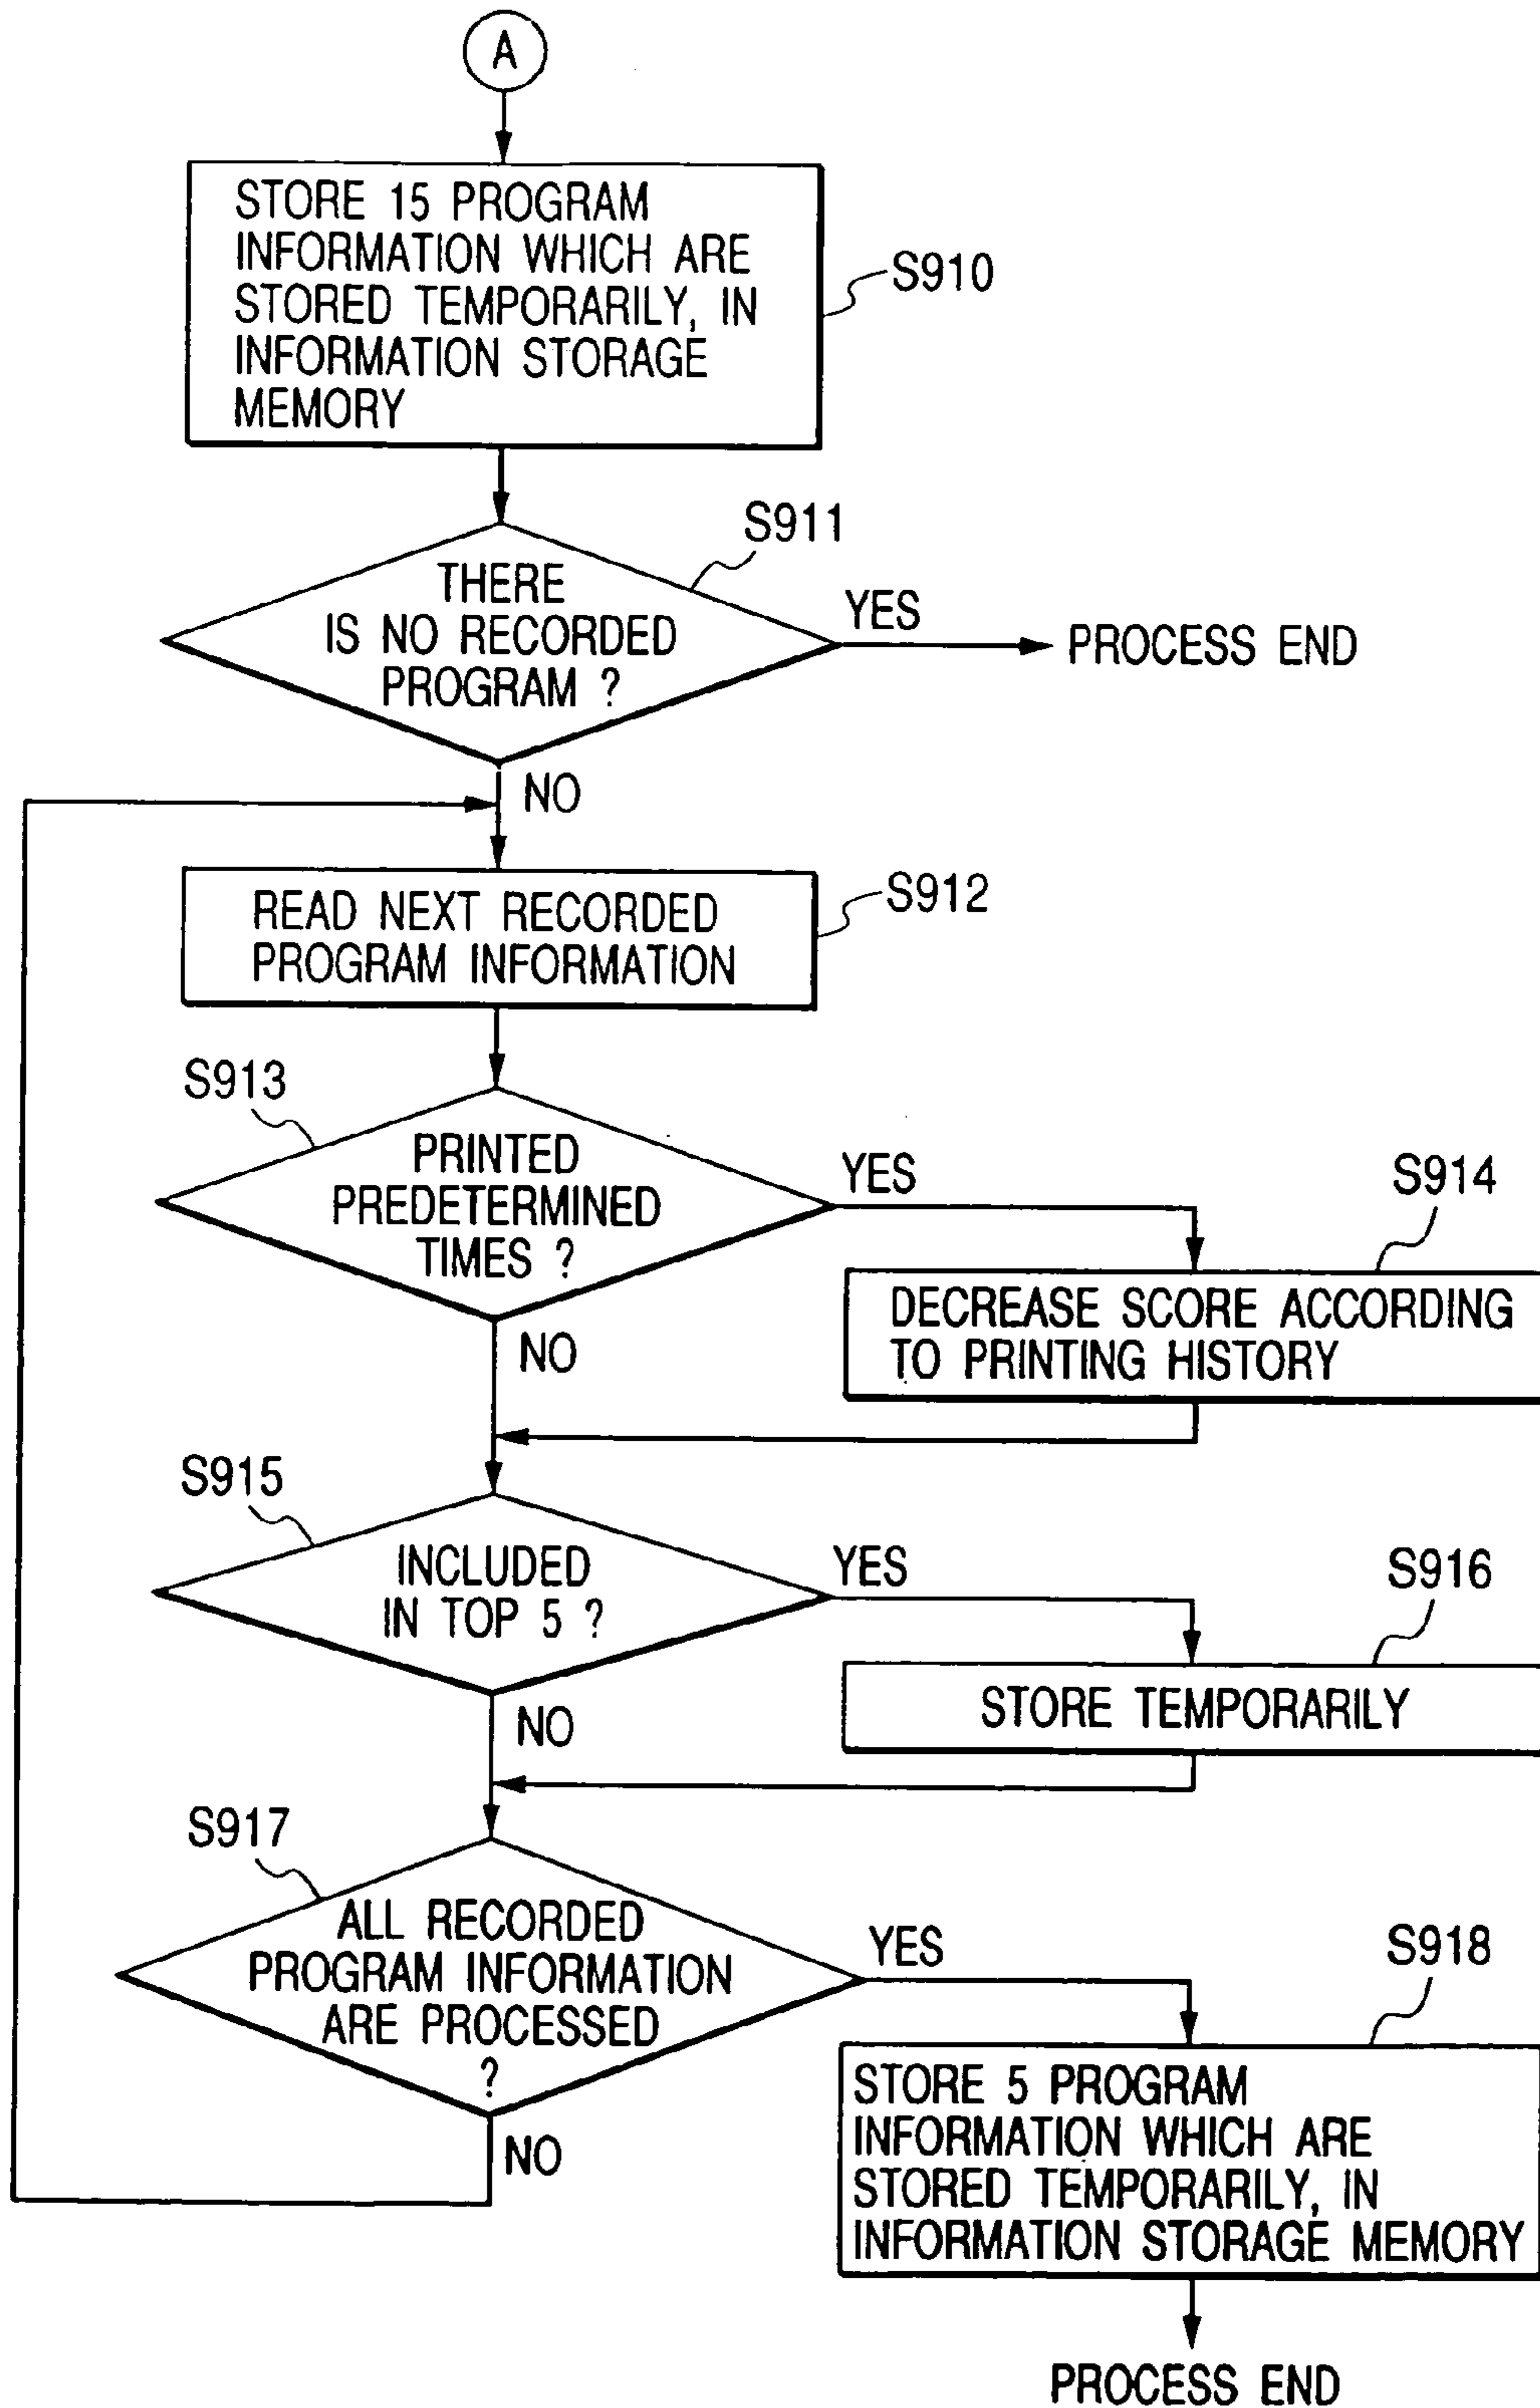 A
STORE 15 PROGRAM
INFORMATION WHICH ARE
STORED TEMPORARILY, IN
INFORMATION STORAGE
MEMORY
S910
S911
THERE
IS NO RECORDED
PROGRAM ?
YES
PROCESS END
NO
READ NEXT RECORDED
PROGRAM INFORMATION
S912
S913
PRINTED
PREDETERMINED
TIMES ?
YES
S914
DECREASE SCORE ACCORDING
TO PRINTING HISTORY
NO
S915
INCLUDED
IN TOP 5 ?
YES
S916
STORE TEMPORARILY
NO
S917
ALL RECORDED
PROGRAM INFORMATION
ARE PROCESSED
?
YES
S918
STORE 5 PROGRAM
INFORMATION WHICH ARE
STORED TEMPORARILY, IN
INFORMATION STORAGE MEMORY
NO
PROCESS END